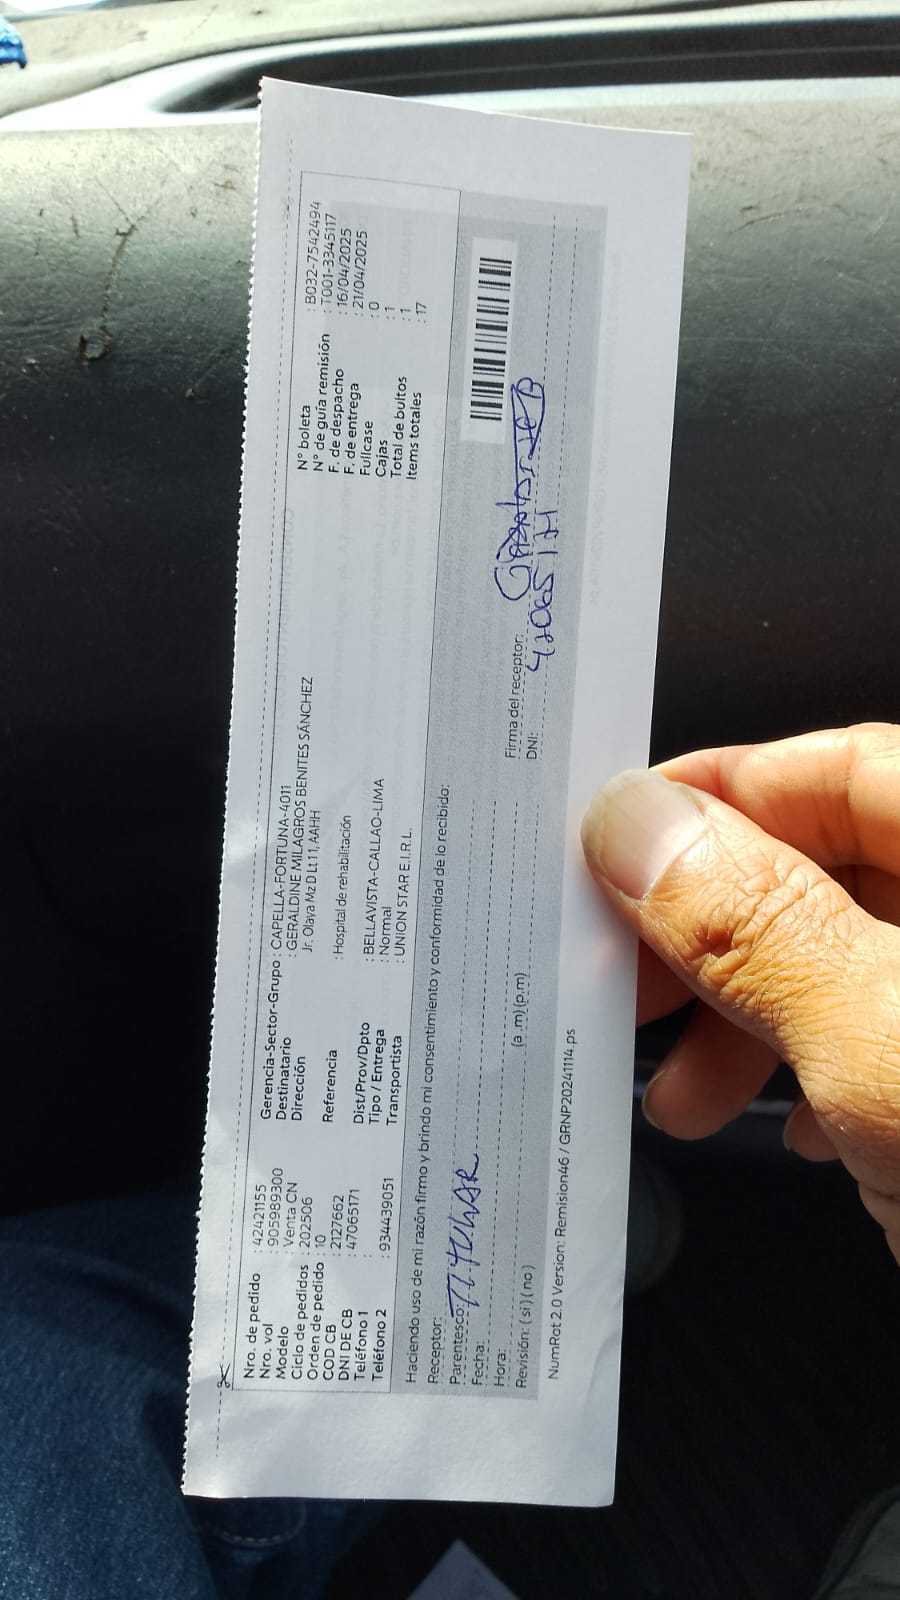 Nro. de pedido : 42421155
Nro. vol : 905989300
Modelo : Venta CN
Ciclo de pedidos : 202506
Orden de pedido : 10
COD CB : 2127662
DNI DE CB : 47065171
Teléfono 1 :
Teléfono 2 : 934439051
Gerencia-Sector-Grupo : CAPELLA-FORTUNA-4011
Destinatario : GERALDINE MILAGROS BENITES SÁNCHEZ
Dirección Jr. Olaya Mz D Lt 11, AAHH
Referencia : Hospital de rehabilitación
Dist/Prov/Dpto : BELLAVISTA-CALLAO-LIMA
Tipo / Entrega : Normal
Transportista : UNION STAR E.I.R.L.
N° boleta : B032-7542494
N° de guía remisión : T001-3345117
F. de despacho : 16/04/2025
F. de entrega : 21/04/2025
Fullcase : 0
Cajas : 1
Total de bultos : 1
Items totales : 17
Haciendo uso de mi razón firmo y brindo mi consentimiento y conformidad de lo recibido:
Receptor:
Parentesco: TITULAR
Fecha:
Hora: (a .m) (p.m)
Revisión: ( si ) ( no )
Firma del receptor:
DNI:
NumRot 2.0 Version: Remision46 / GRNP20241114 ps